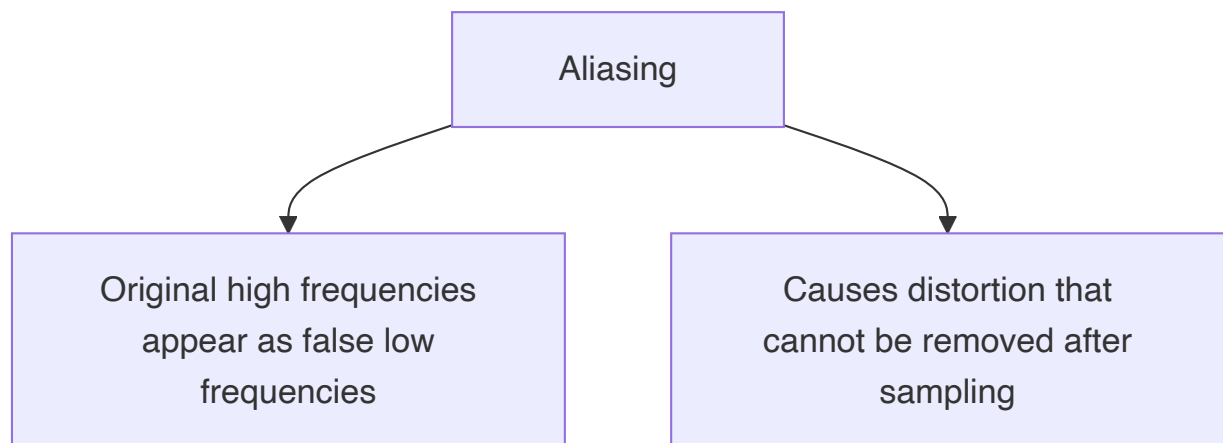 Aliasing
Original high frequencies
appear as false low
frequencies
Causes distortion that
cannot be removed after
sampling